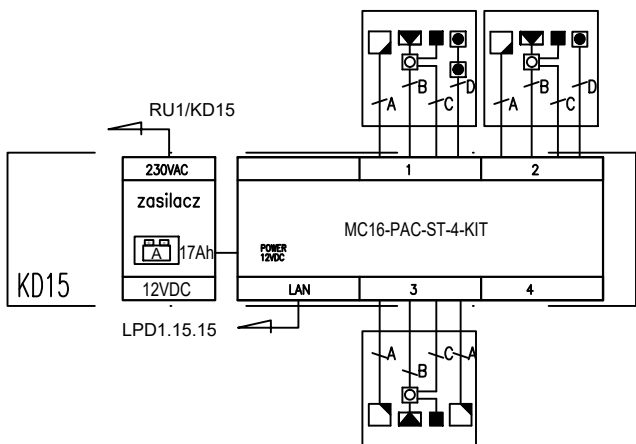 A B C D A B C D
RU1/KD15
230VAC 1 2
zasilacz
MC16-PAC-ST-4-KIT
A 17Ah POWER
12VDC
KD15 12VDC LAN 3 4
LPD1.15.15
A B C A